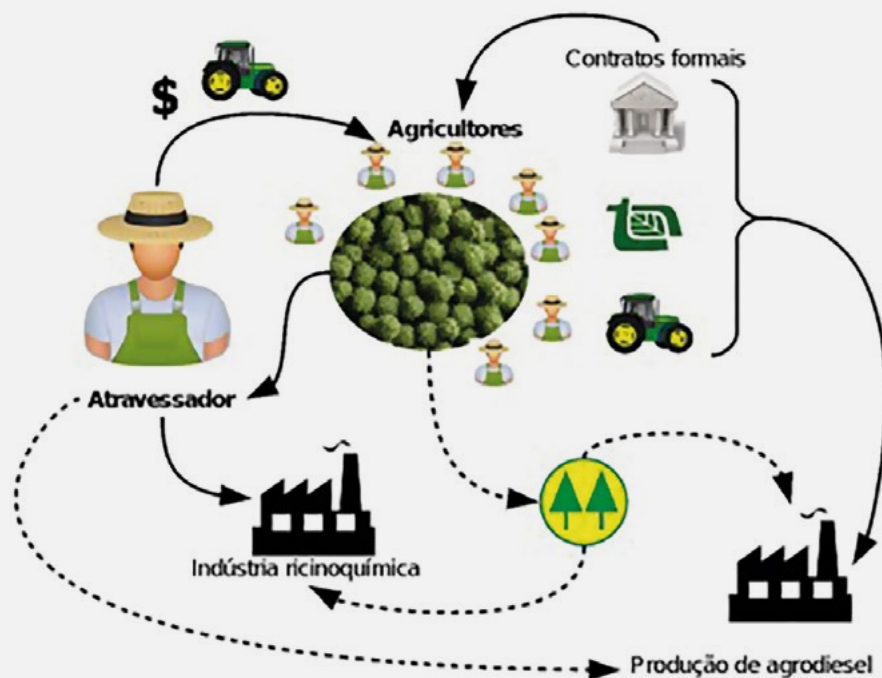 Contratos formais
$
Agricultores
Atravessador
Indústria ricinoquímica
Produção de agrodiesel